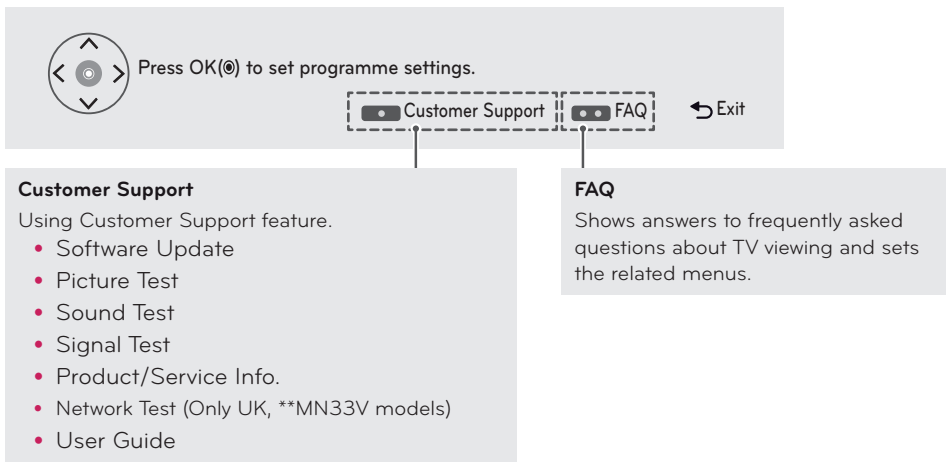 Press OK(◉) to set programme settings.
Customer Support FAQ Exit
Customer Support
Using Customer Support feature.
• Software Update
• Picture Test
• Sound Test
• Signal Test
• Product/Service Info.
• Network Test (Only UK, **MN33V models)
• User Guide
FAQ
Shows answers to frequently asked
questions about TV viewing and sets
the related menus.